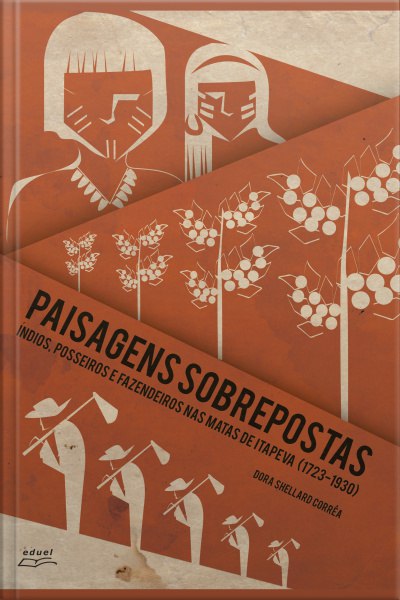 PAISAGENS SOBREPOSTAS
ÍNDIOS, POSSEIROS E FAZENDEIROS NAS MATAS DE ITAPEVA (1723-1930)
DORA SHELLARD CORRÊA
eduel